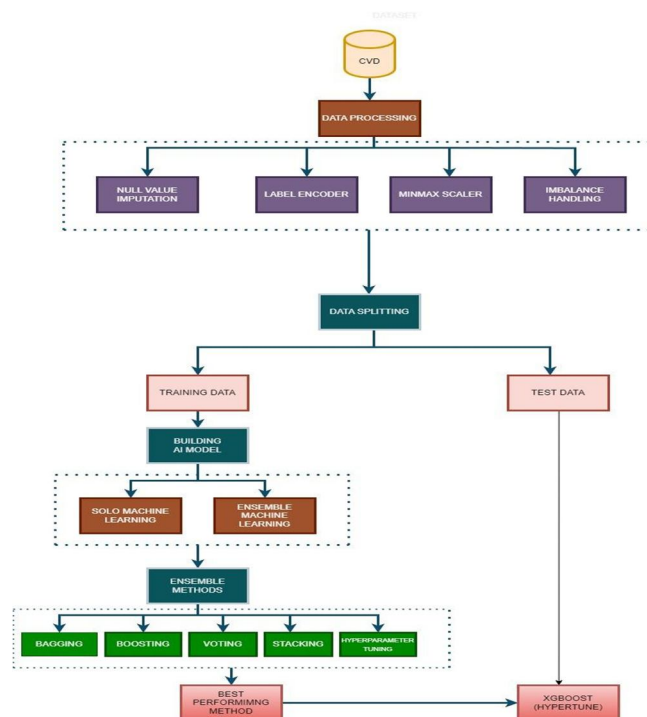 DATASET
CVD
DATA PROCESSING
NULL VALUE
IMPUTATION
LABEL ENCODER
MINMAX SCALER
IMBALANCE
HANDLING
DATA SPLITTING
TRAINING DATA
TEST DATA
BUILDING
AI MODEL
SOLO MACHINE
LEARNING
ENSEMBLE
MACHINE
LEARNING
ENSEMBLE
METHODS
BAGGING
BOOSTING
VOTING
STACKING
HYPERPARAMETER
TUNING
BEST
PERFORMIMNG
METHOD
XGBOOST
(HYPERTUNE)